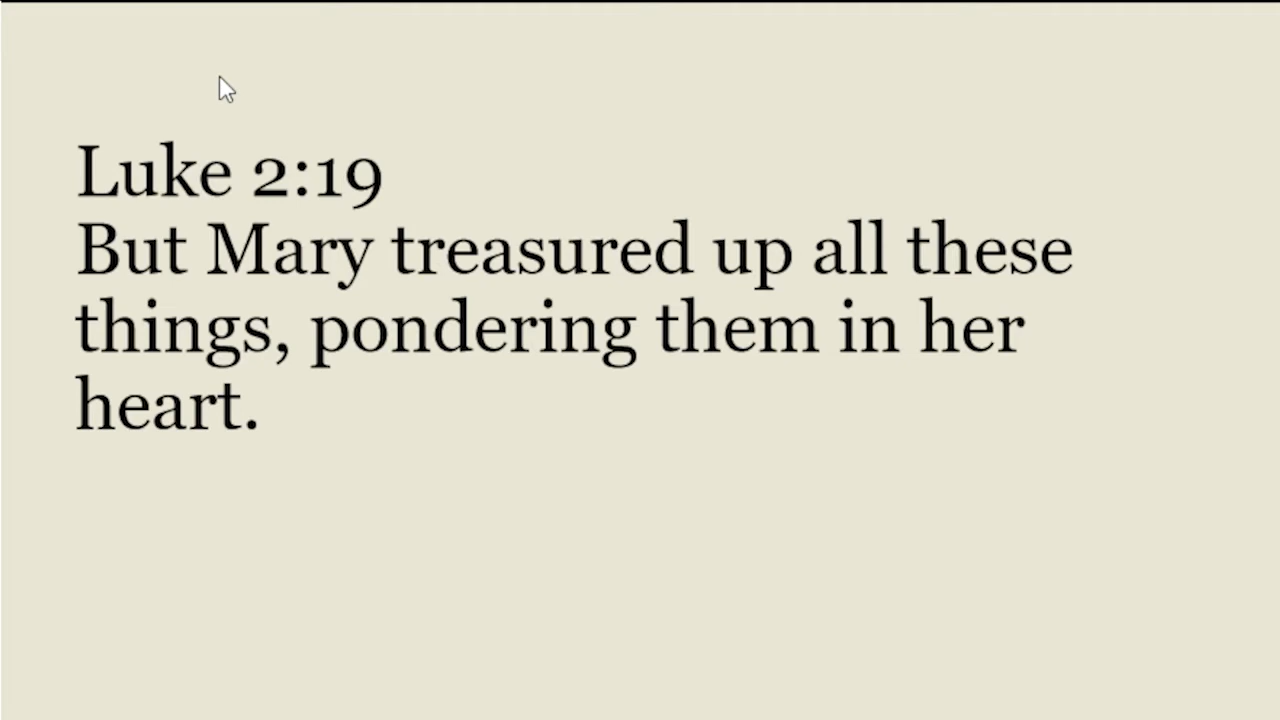 Luke 2:19
But Mary treasured up all these
things, pondering them in her
heart.